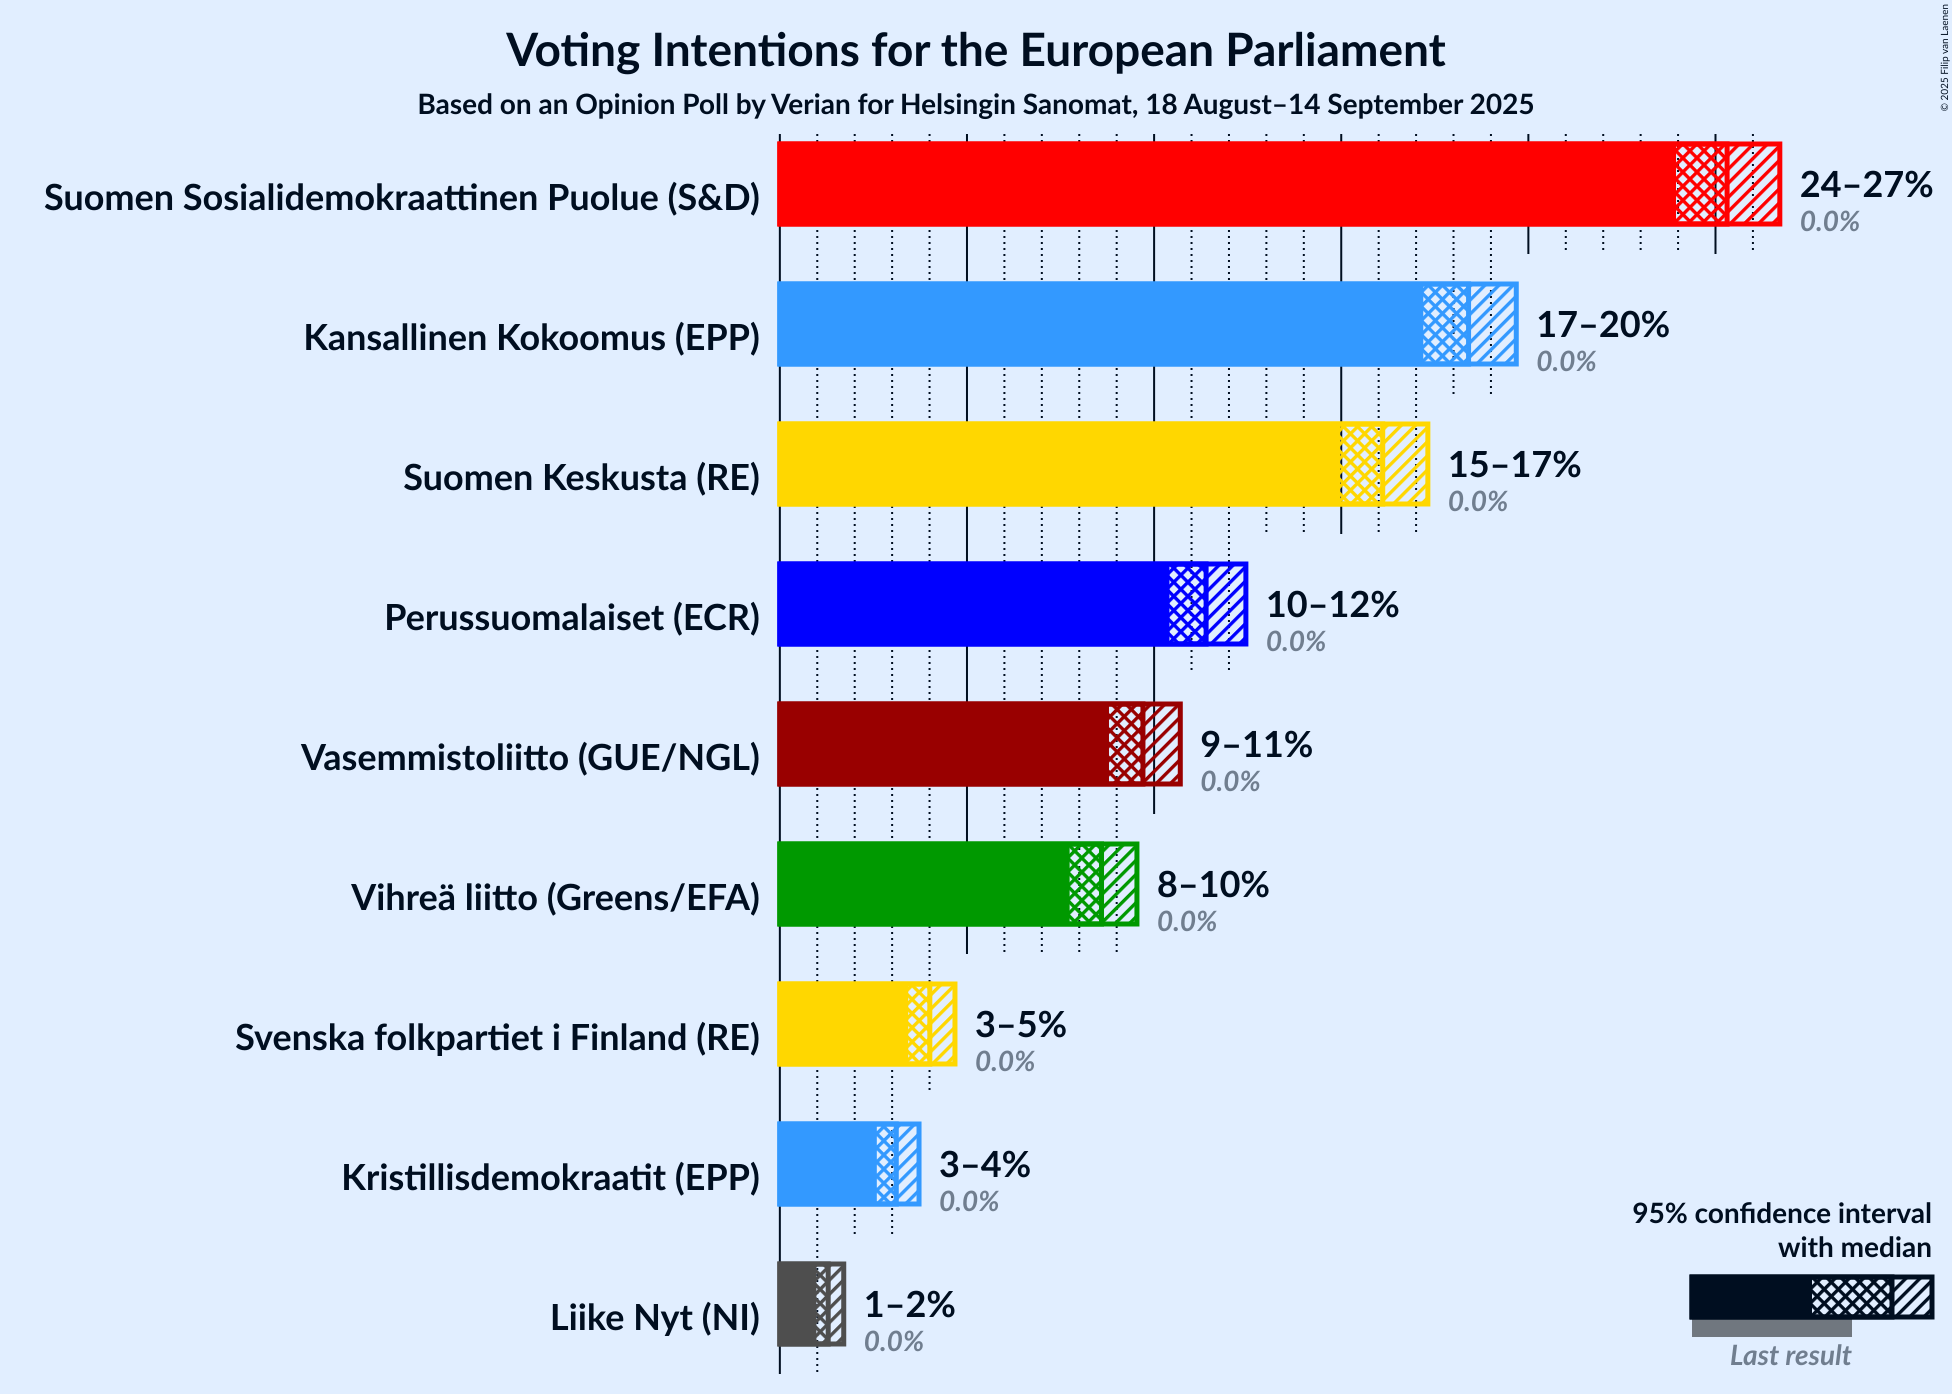 Voting Intentions for the European Parliament
Based on an Opinion Poll by Verian for Helsingin Sanomat, 18 August–14 September 2025
© 2025 Filip van Laenen
Suomen Sosialidemokraattinen Puolue (S&D)
24–27%
0.0%
Kansallinen Kokoomus (EPP)
17–20%
0.0%
Suomen Keskusta (RE)
15–17%
0.0%
Perussuomalaiset (ECR)
10–12%
0.0%
Vasemmistoliitto (GUE/NGL)
9–11%
0.0%
Vihreä liitto (Greens/EFA)
8–10%
0.0%
Svenska folkpartiet i Finland (RE)
3–5%
0.0%
Kristillisdemokraatit (EPP)
3–4%
0.0%
Liike Nyt (NI)
1–2%
0.0%
95% confidence interval
with median
Last result